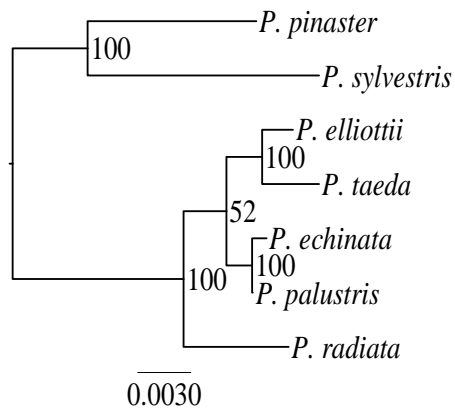 P. pinaster
100
P. sylvestris
P. elliottii
100
P. taeda
52
P. echinata
100
100
P. palustris
P. radiata
0.0030